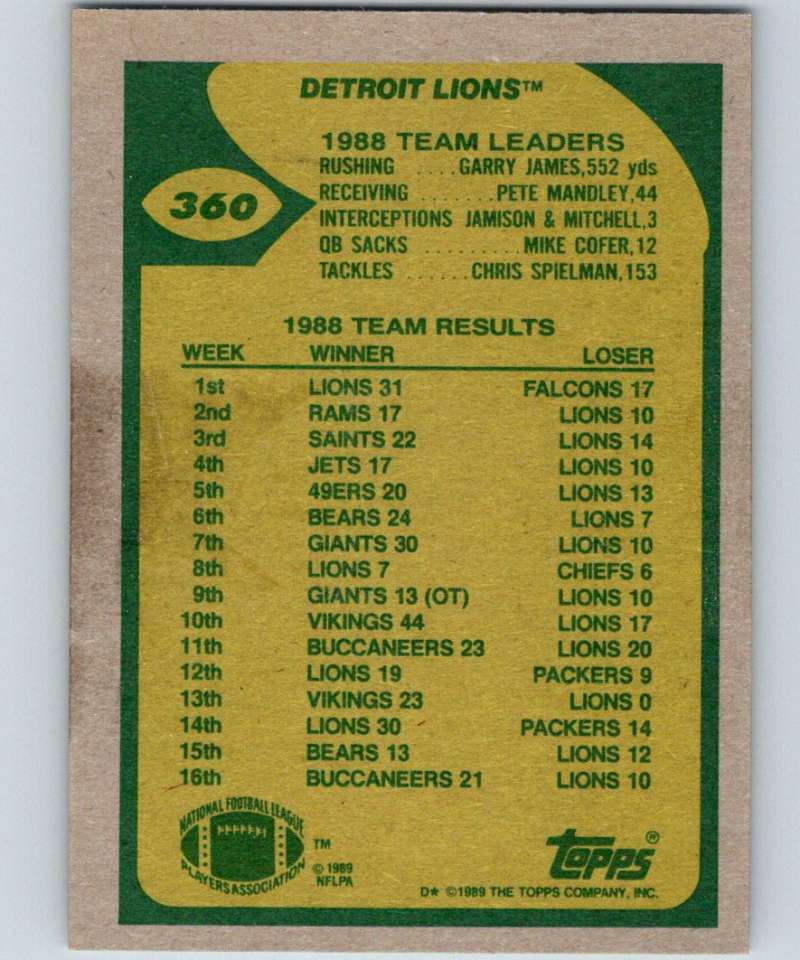 DETROIT LIONS™
1988 TEAM LEADERS
RUSHING ....GARRY JAMES,552 yds
RECEIVING .......PETE MANDLEY,44
360
INTERCEPTIONS JAMISON & MITCHELL,3
QB SACKS ..........MIKE COFER,12
TACKLES ......CHRIS SPIELMAN,153
1988 TEAM RESULTS
WEEK WINNER LOSER
1st LIONS 31 FALCONS 17
2nd RAMS 17 LIONS 10
3rd SAINTS 22 LIONS 14
4th JETS 17 LIONS 10
5th 49ERS 20 LIONS 13
6th BEARS 24 LIONS 7
7th GIANTS 30 LIONS 10
8th LIONS 7 CHIEFS 6
9th GIANTS 13 (OT) LIONS 10
10th VIKINGS 44 LIONS 17
11th BUCCANEERS 23 LIONS 20
12th LIONS 19 PACKERS 9
13th VIKINGS 23 LIONS 0
14th LIONS 30 PACKERS 14
15th BEARS 13 LIONS 12
16th BUCCANEERS 21 LIONS 10
NATIONAL FOOTBALL LEAGUE
PLAYERS ASSOCIATION
™
© 1989
NFLPA
topps®
D* ©1989 THE TOPPS COMPANY, INC.